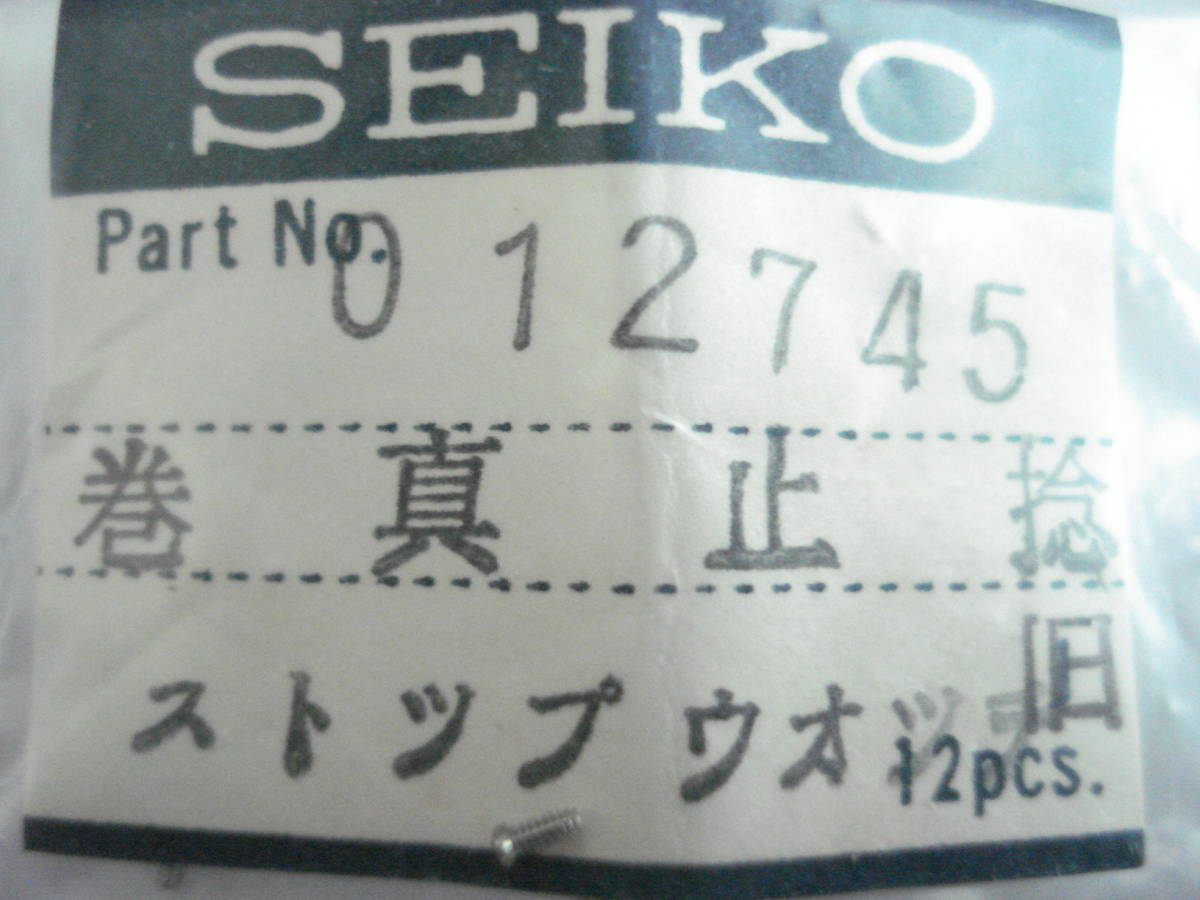 SEIKO
Part No. 012745
巻真止捻
旧
ストップウオッチ
12pcs.